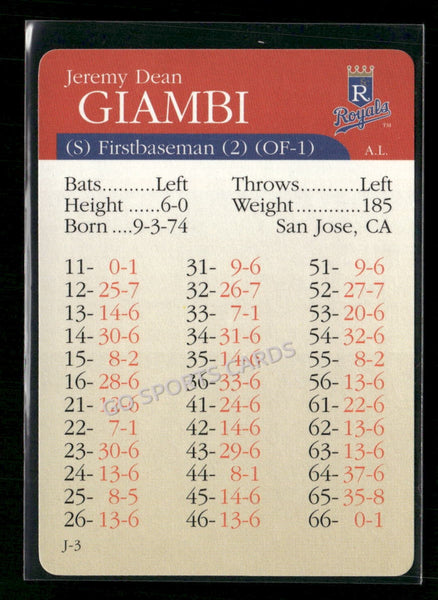 Jeremy Dean
GIAMBI
Royals
TM
(S) Firstbaseman (2) (OF-1) A.L.
Bats..........Left Throws............Left
Height ......6-0 Weight............185
Born ....9-3-74 San Jose, CA
11- 0-1 31- 9-6 51- 9-6
12- 25-7 32- 26-7 52- 27-7
13- 14-6 33- 7-1 53- 20-6
14- 30-6 34- 31-6 54- 13-6
15- 8-2 35- 14-6 55- 8-2
16- 28-6 36- 33-6 56- 13-6
21- 41- 24-6 61- 22-6
22- 7-1 42- 14-6 62- 13-6
23- 30-6 43- 29-6 63- 13-6
24- 13-6 44- 8-1 64- 13-6
25- 8-5 45- 14-6 65- 35-8
26- 13-6 46- 13-6 66- 0-1
J-3
GO SPORTS CARDS